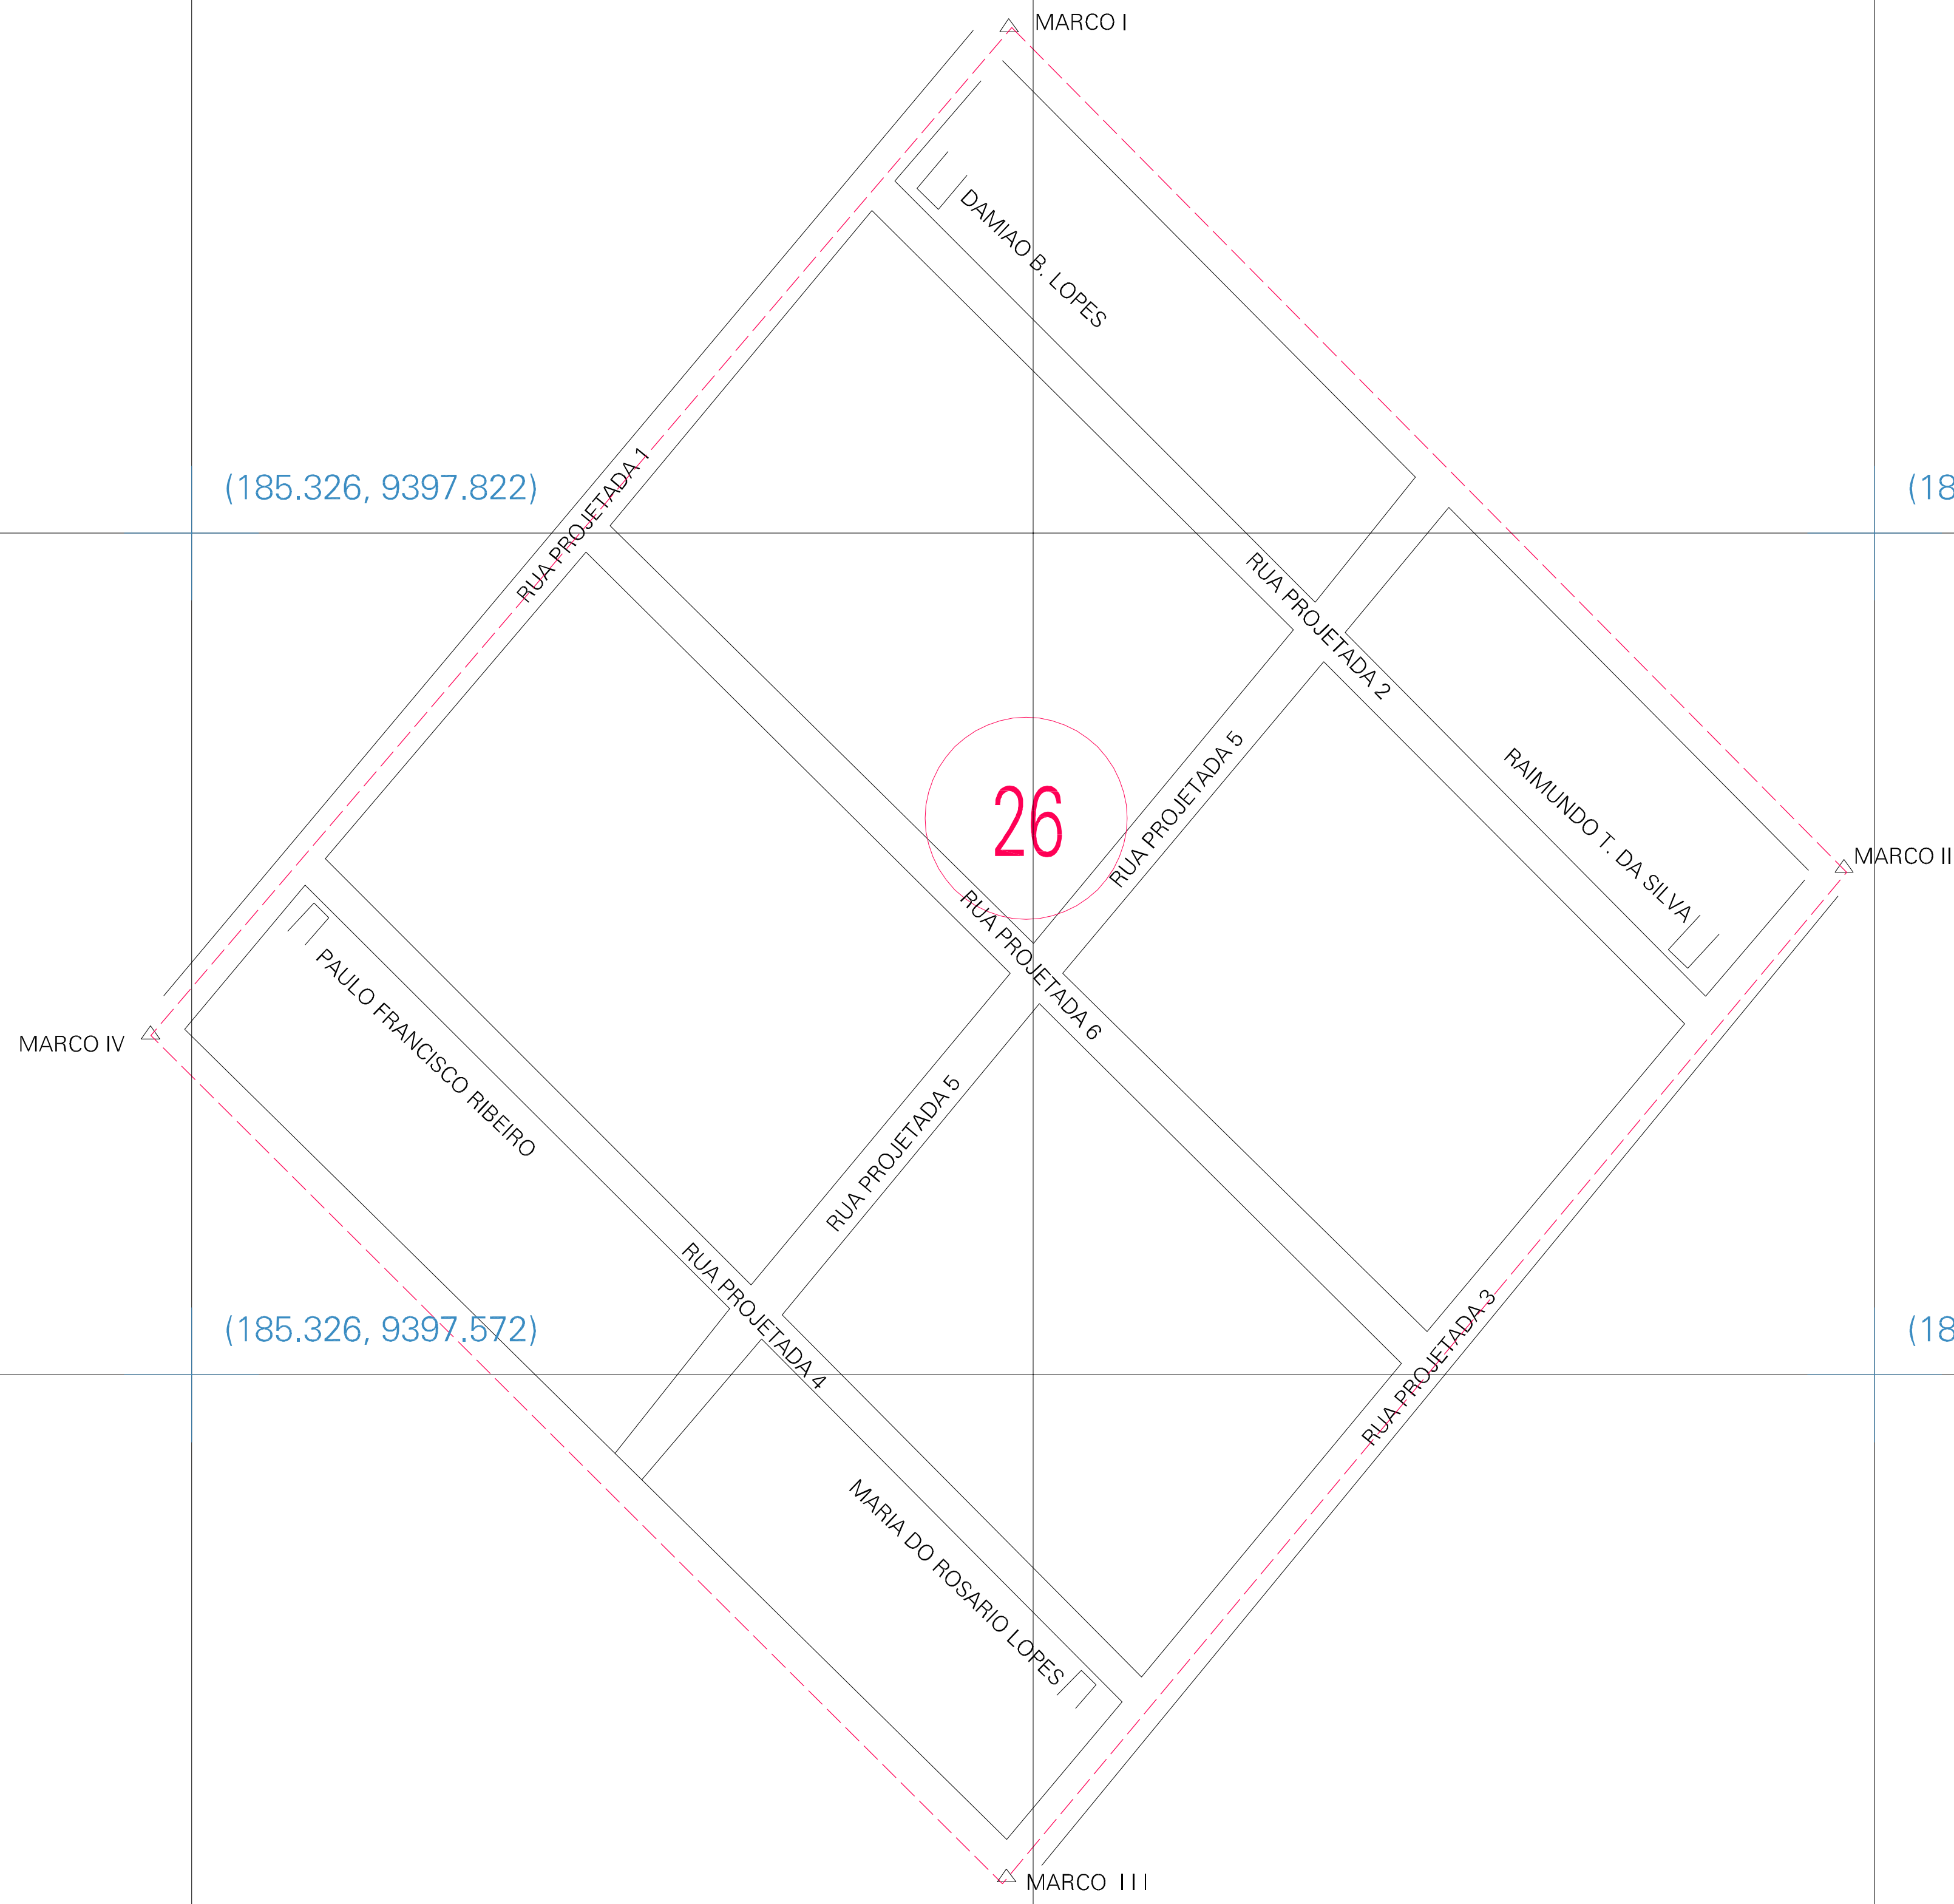 MARCO I
DAMIAO B. LOPES
RUA PROJETADA 1
(185.326, 9397.822)
(18
RUA PROJETADA 2
RUA PROJETADA 5
26
RAIMUNDO T. DA SILVA
MARCO II
RUA PROJETADA 6
PAULO FRANCISCO RIBEIRO
MARCO IV
RUA PROJETADA 5
RUA PROJETADA 4
(185.326, 9397.572)
(18
RUA PROJETADA 3
MARIA DO ROSARIO LOPES
MARCO III